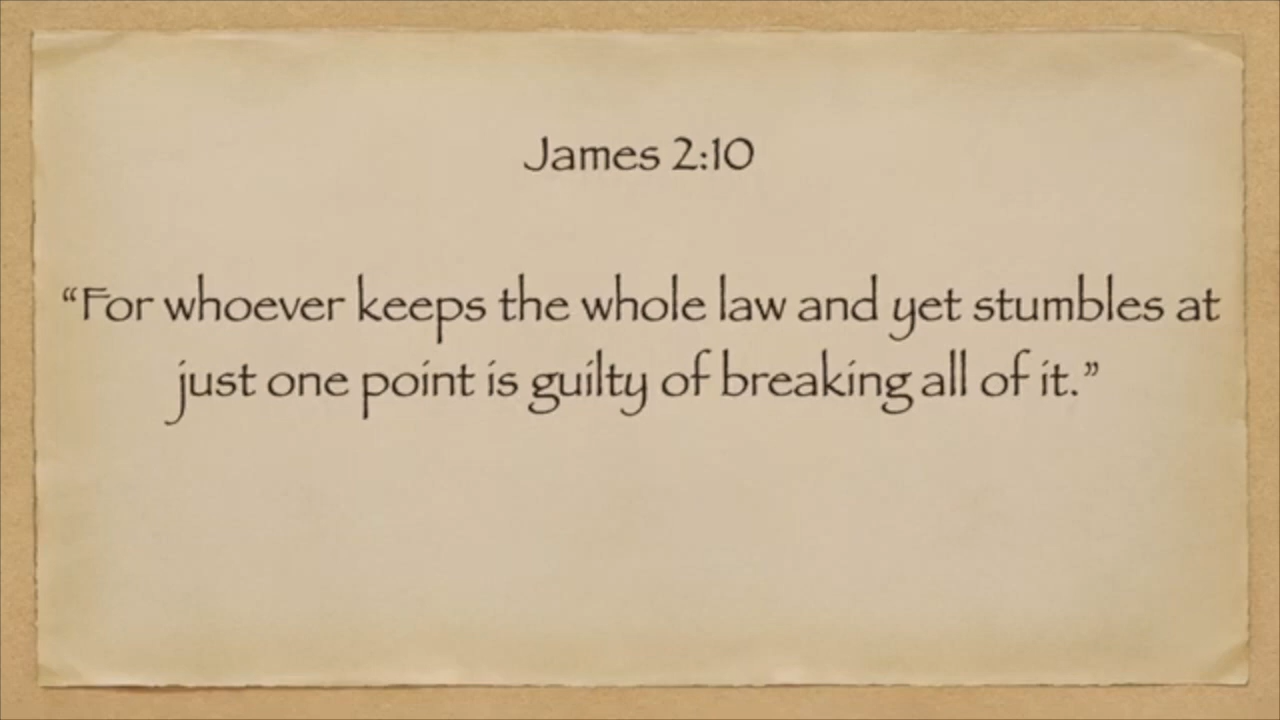 James 2:10
“For whoever keeps the whole law and yet stumbles at
just one point is guilty of breaking all of it.”